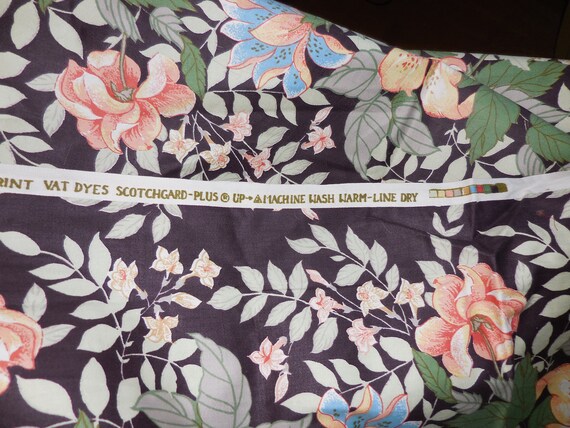 RINT VAT DYES SCOTCHGARD-PLUS® UP→ MACHINE WASH WARM-LINE DRY